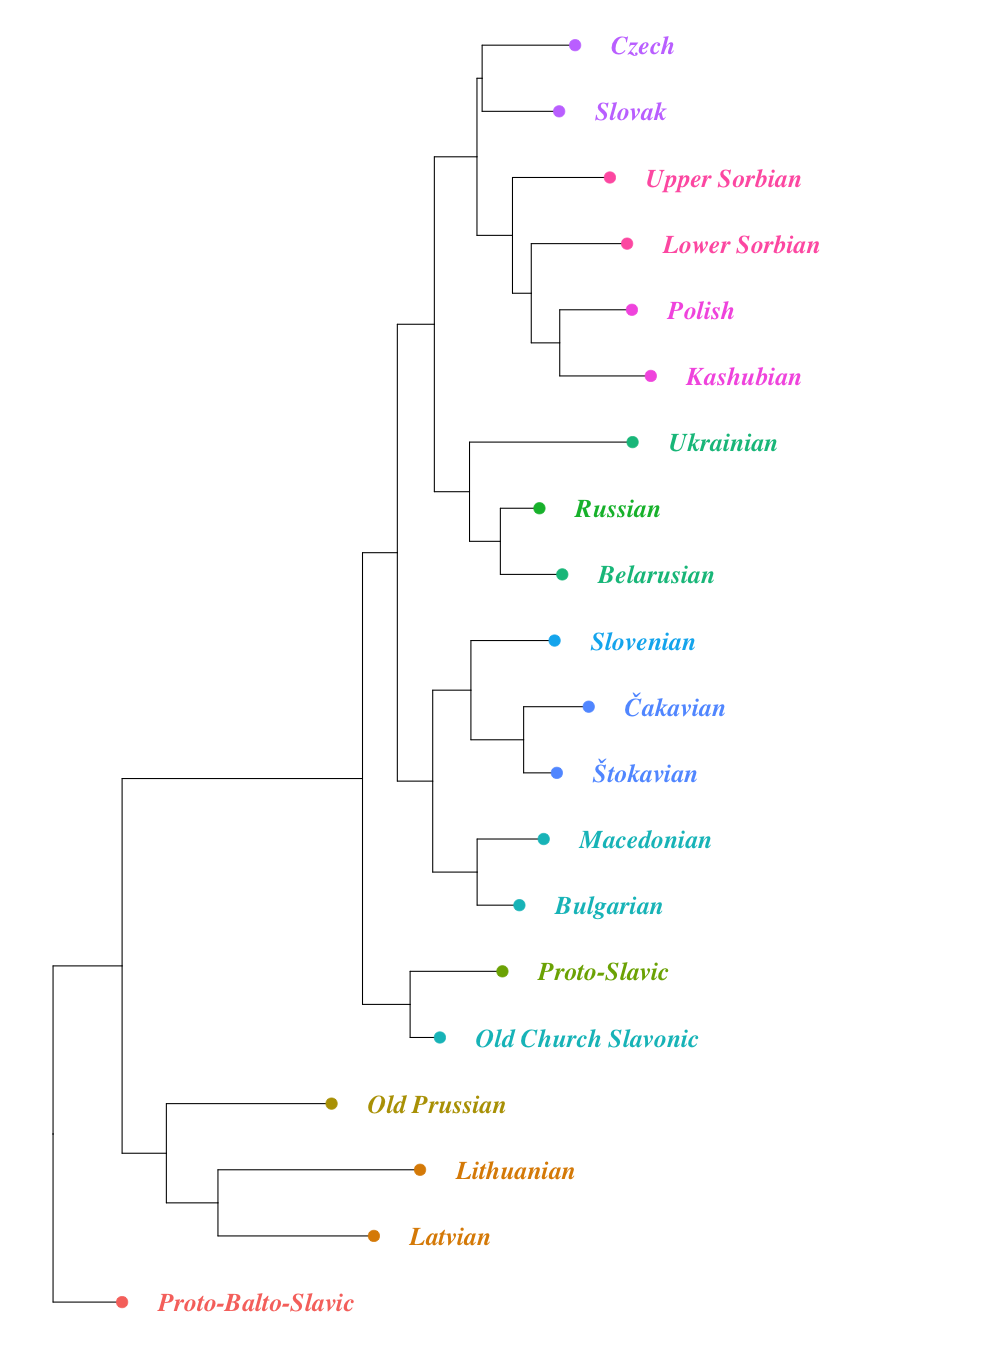 Czech
Slovak
Upper Sorbian
Lower Sorbian
Polish
Kashubian
Ukrainian
Russian
Belarusian
Slovenian
Čakavian
Štokavian
Macedonian
Bulgarian
Proto-Slavic
Old Church Slavonic
Old Prussian
Lithuanian
Latvian
Proto-Balto-Slavic